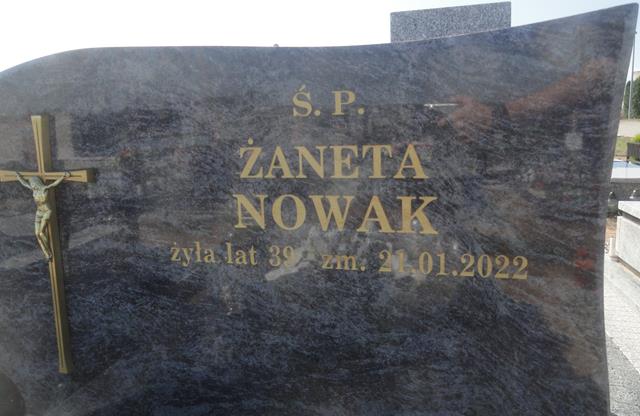 Ś. P.
ŻANETA
NOWAK
żyła lat 39 zm. 21.01.2022